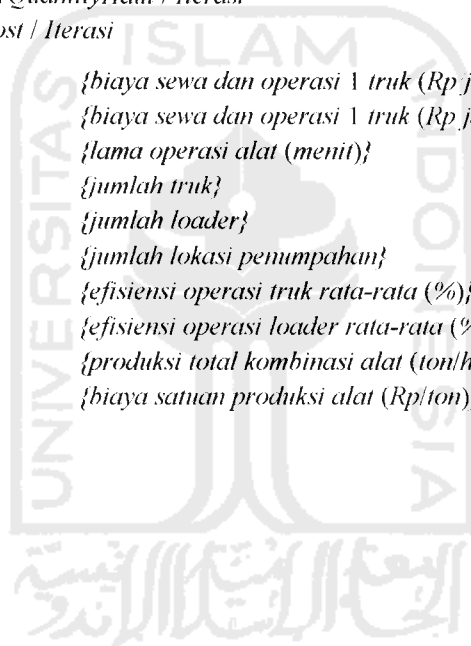 QuantityHaul / Iterasi
ost / Iterasi
{biaya sewa dan operasi 1 truk (Rp j
{biaya sewa dan operasi 1 truk (Rp j
{lama operasi alat (menit)}
{jumlah truk}
{jumlah loader}
{jumlah lokasi penumpahan}
{efisiensi operasi truk rata-rata (%)}
{efisiensi operasi loader rata-rata (%
{produksi total kombinasi alat (ton/h
{biaya satuan produksi alat (Rp/ton)}
ISLAM
UNIVERSITAS
INDONESIA